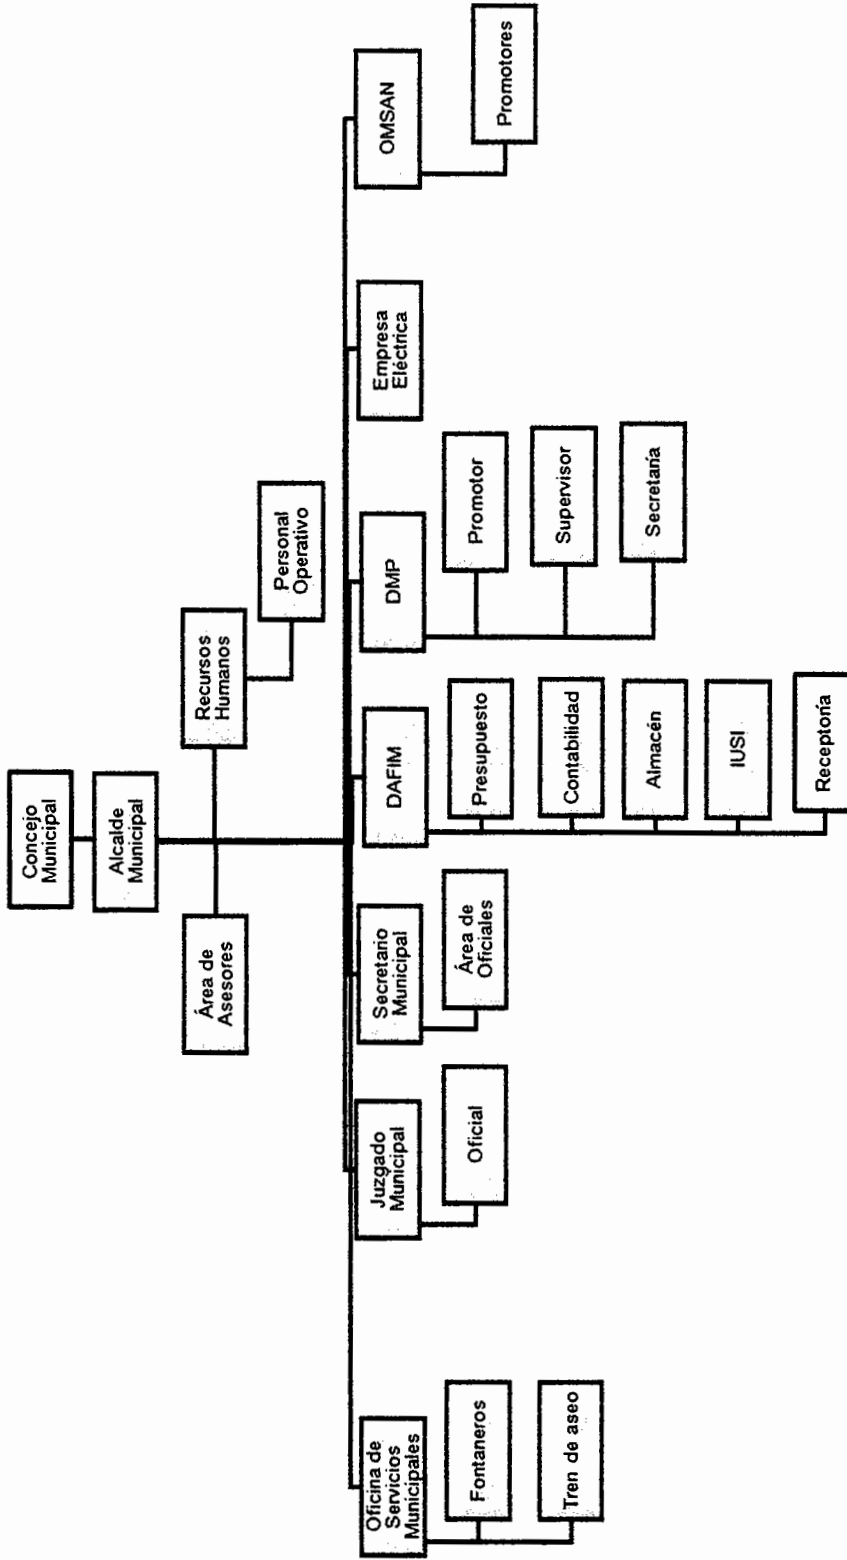 Concejo
Municipal
Alcalde
Municipal
Área de
Asesores
Recursos
Humanos
Personal
Operativo
Oficina de
Servicios
Municipales
Fontaneros
Tren de aseo
Juzgado
Municipal
Oficial
Secretario
Municipal
Área de
Oficiales
DAFIM
Presupuesto
Contabilidad
Almacén
IUSI
Receptoría
DMP
Promotor
Supervisor
Secretaría
Empresa
Eléctrica
OMSAN
Promotores